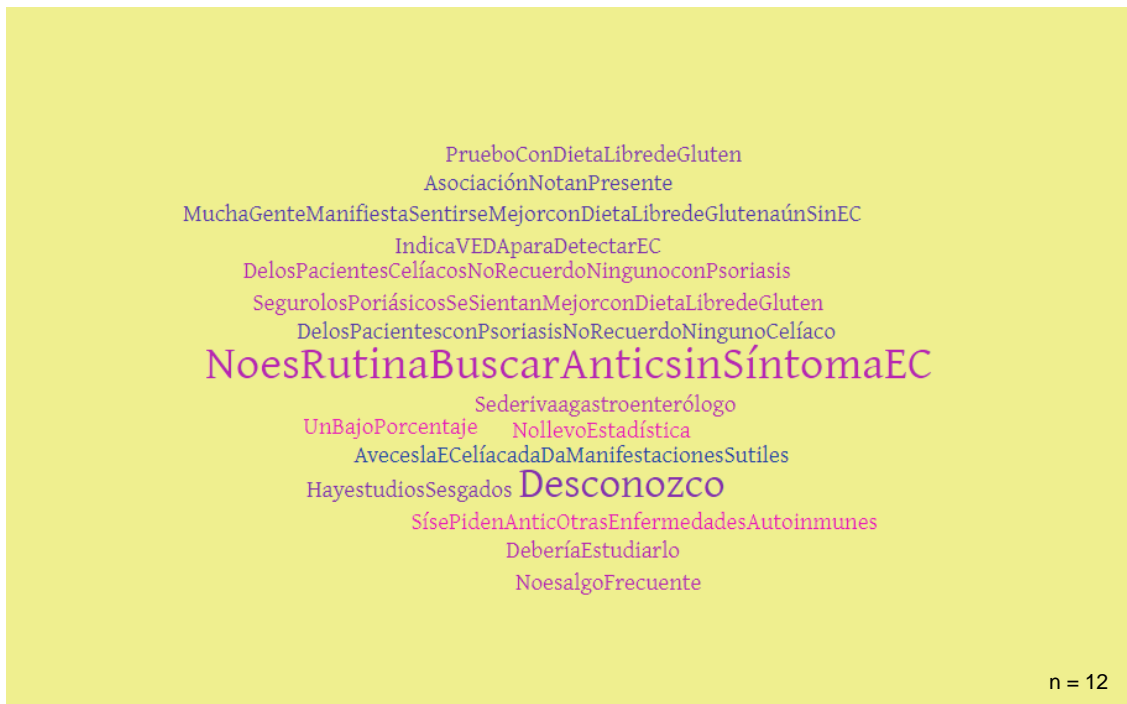 PrueboConDietaLibredeGluten
AsociaciónNotanPresente
MuchaGenteManifiestaSentirseMejorconDietaLibredeGlutenaúnSinEC
IndicaVEDAparaDetectarEC
DelosPacientesCelíacosNoRecuerdoNingunoconPsoriasis
SegurolosPoriásicosSeSientanMejorconDietaLibredeGluten
DelosPacientesconPsoriasisNoRecuerdoNingunoCelíaco
NoesRutinaBuscarAnticsinSíntomaEC
Sederivaagastroenterólogo
UnBajoPorcentaje NollevoEstadística
AveceslaECelíacadaDaManifestacionesSutiles
HayestudiosSesgados Desconozco
SísePidenAnticOtrasEnfermedadesAutoinmunes
DeberíaEstudiarlo
NoesalgoFrecuente
n = 12